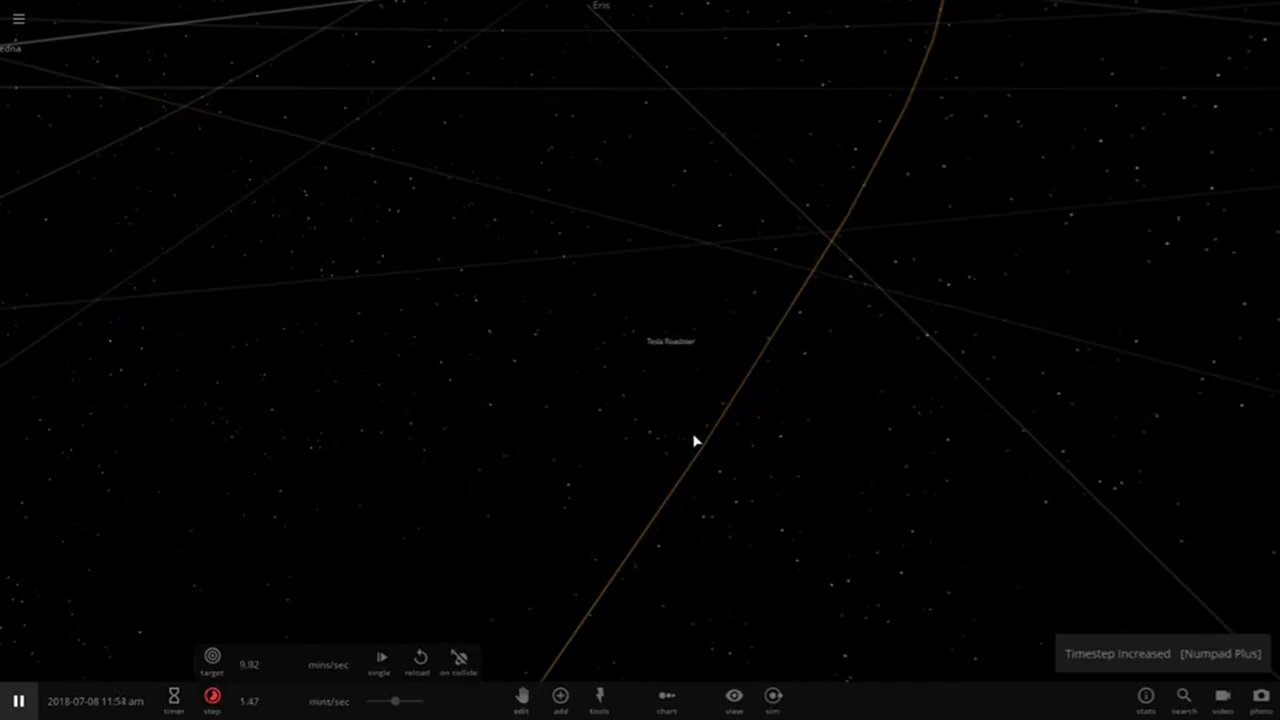 Eris
edna
Tesla Roadster
Timestep Increased [Numpad Plus]
target 9.82 mins/sec single reload on collide
2018-07-08 11:54 am timer step 1.47 mins/sec edit add tools chart view sim stats search video photo